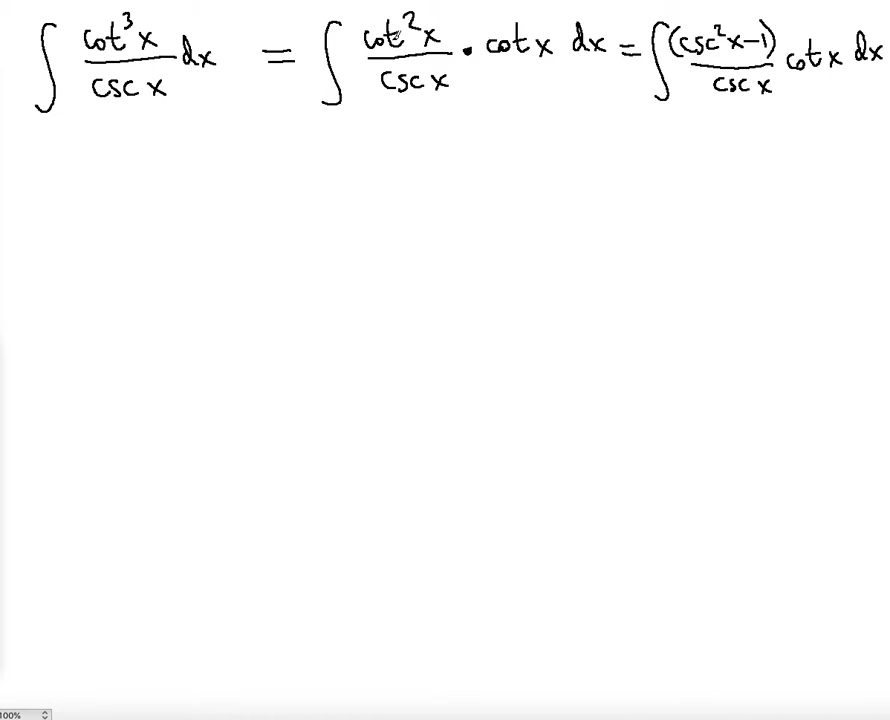 ∫ cot³x / csc x dx = ∫ cot²x / csc x · cot x dx = ∫ (csc²x−1) / csc x cot x dx
100%